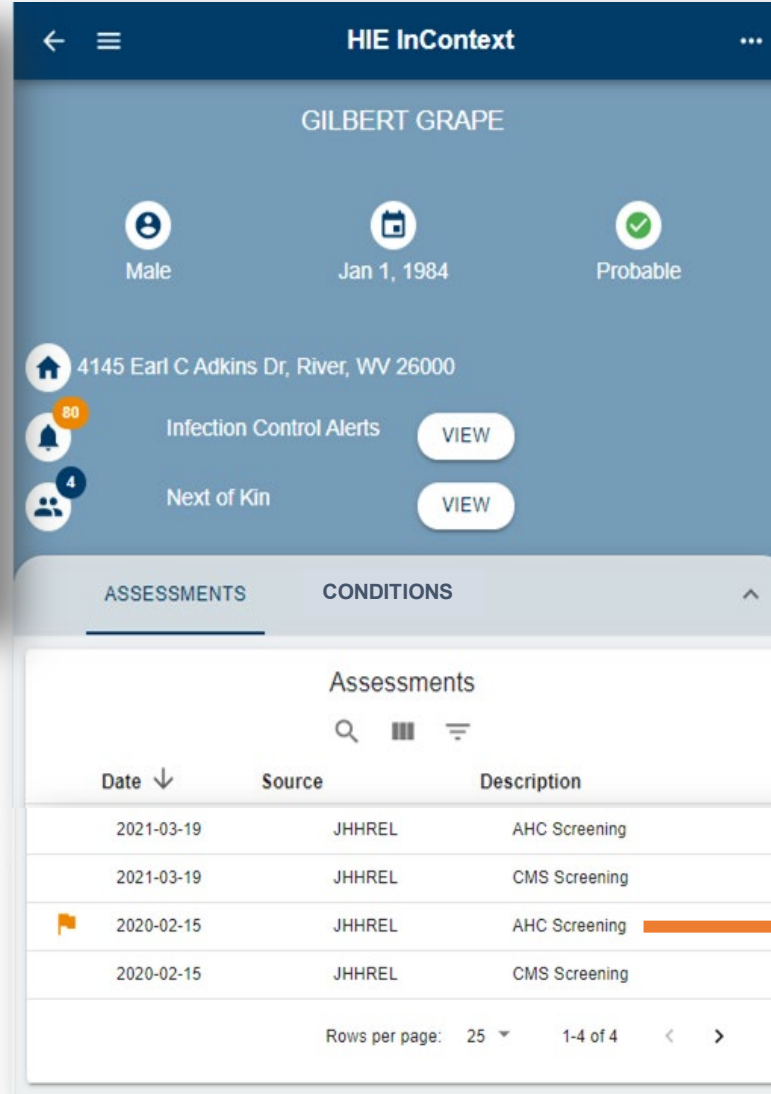 HIE InContext
GILBERT GRAPE
Male Jan 1, 1984 Probable
4145 Earl C Adkins Dr, River, WV 26000
80
Infection Control Alerts VIEW
4
Next of Kin VIEW
ASSESSMENTS CONDITIONS
Assessments
Date Source Description
2021-03-19 JHHREL AHC Screening
2021-03-19 JHHREL CMS Screening
2020-02-15 JHHREL AHC Screening
2020-02-15 JHHREL CMS Screening
Rows per page: 25 1-4 of 4